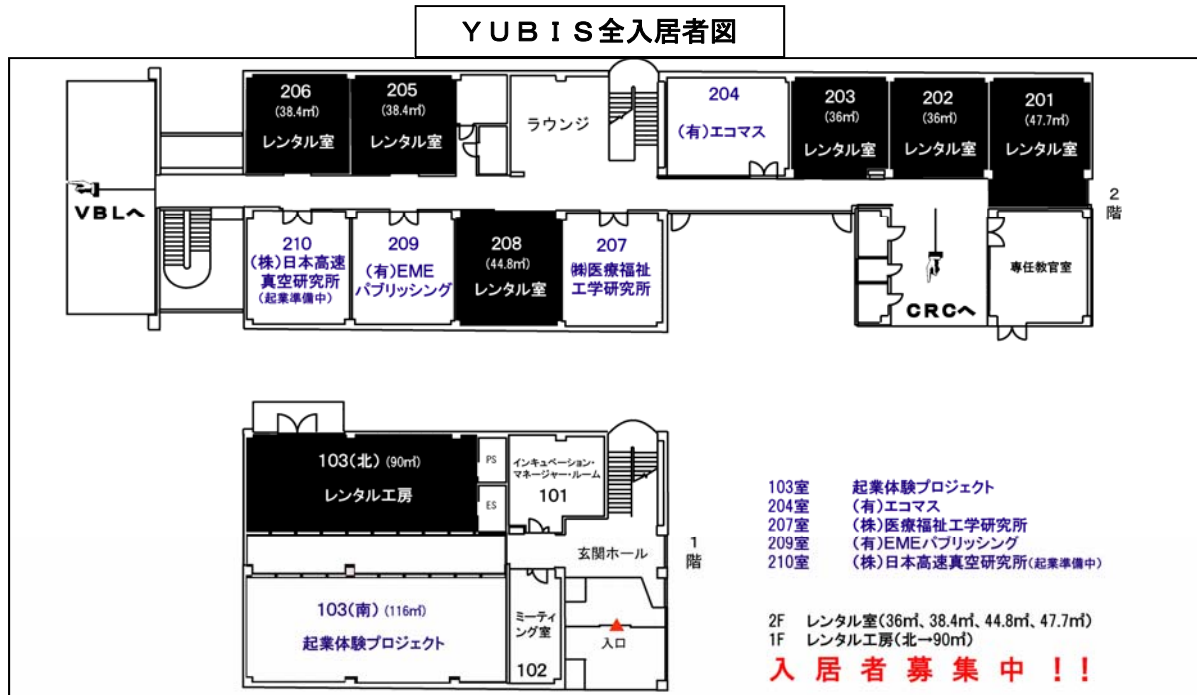 ＹＵＢＩＳ全入居者図
206
(38.4㎡)
レンタル室
205
(38.4㎡)
レンタル室
ラウンジ
204
(有)エコマス
203
(36㎡)
レンタル室
202
(36㎡)
レンタル室
201
(47.7㎡)
レンタル室
VBLへ
2
階
210
(株)日本高速
真空研究所
(起業準備中)
209
(有)EME
パブリッシング
208
(44.8㎡)
レンタル室
207
㈱医療福祉
工学研究所
CRCへ
専任教官室
103(北) (90㎡)
レンタル工房
PS
ES
インキュベーション・
マネージャー・ルーム
101
玄関ホール
1
階
103(南) (116㎡)
起業体験プロジェクト
ミーティ
ング室
102
入口
103室 起業体験プロジェクト
204室 (有)エコマス
207室 (株)医療福祉工学研究所
209室 (有)EMEパブリッシング
210室 (株)日本高速真空研究所(起業準備中)
2F レンタル室(36㎡、38.4㎡、44.8㎡、47.7㎡)
1F レンタル工房(北→90㎡)
入居者募集中！！